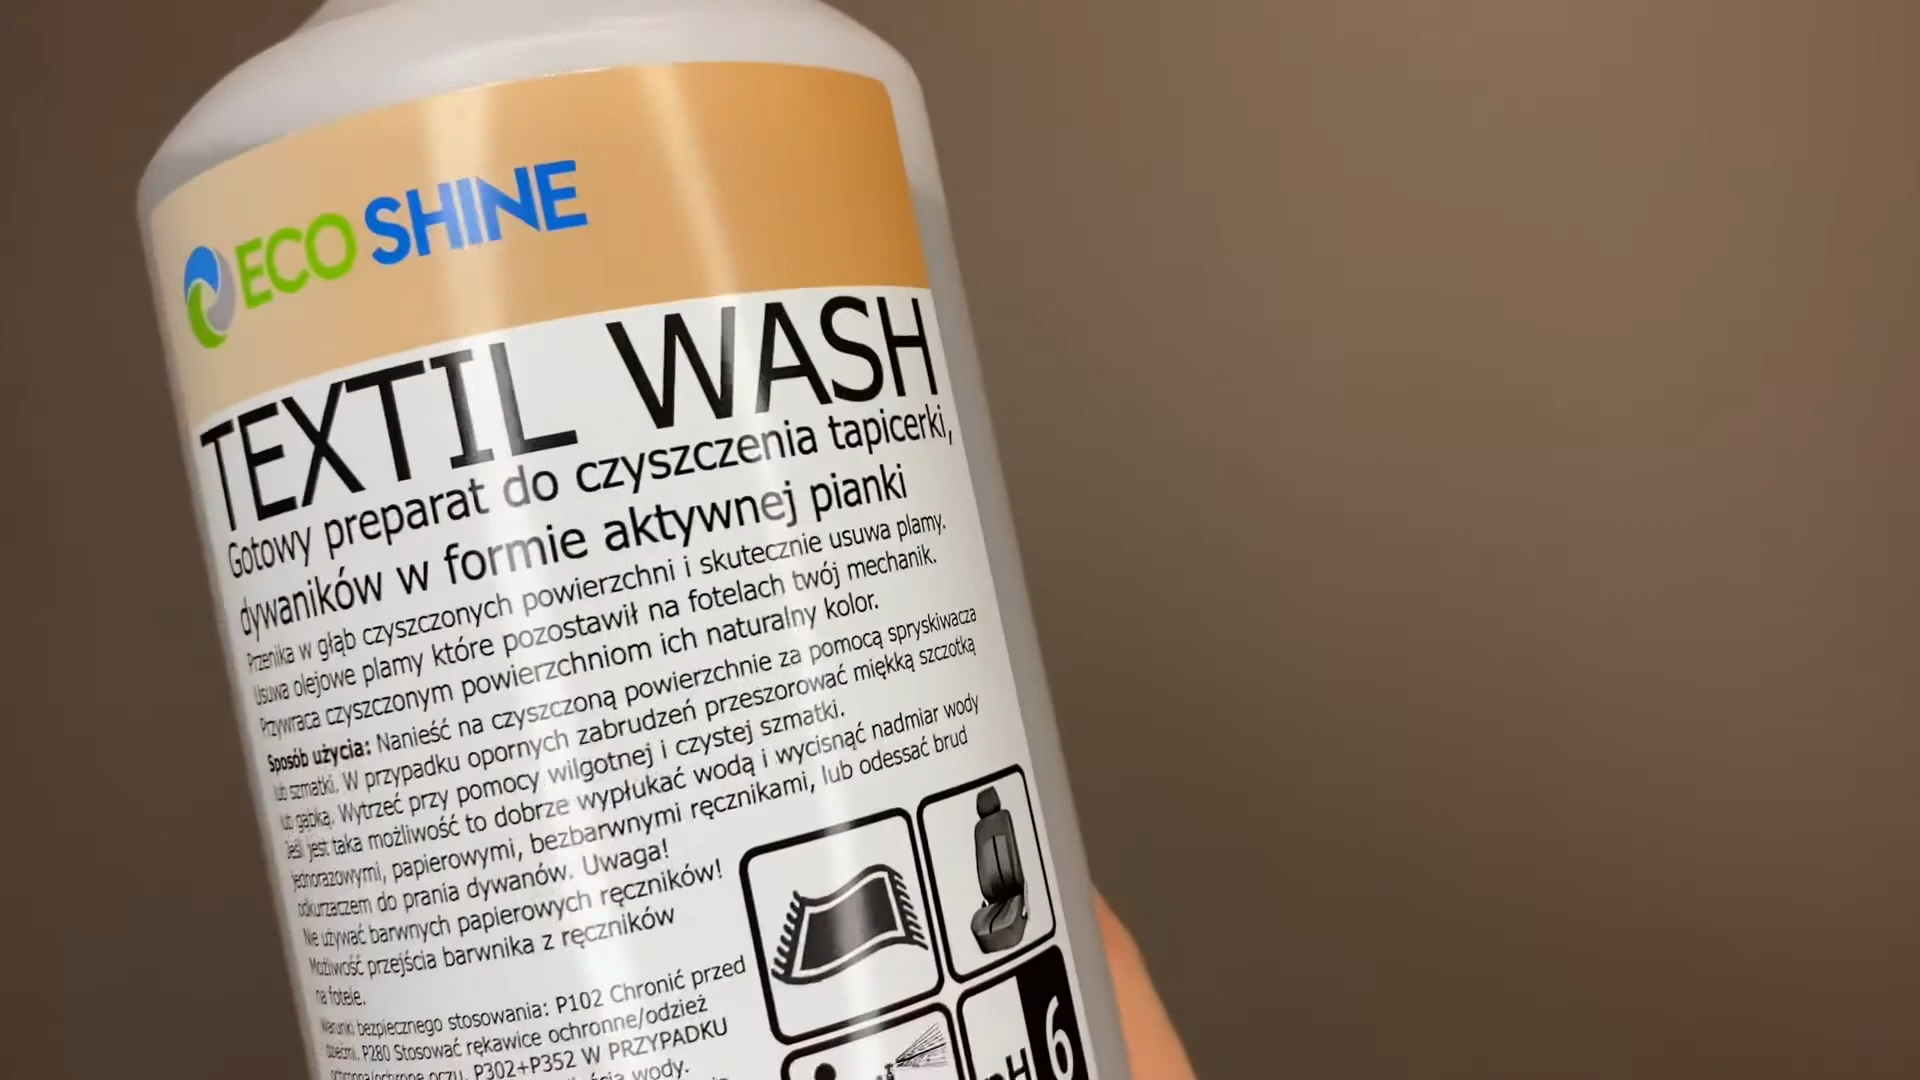 ECO SHINE
TEXTIL WASH
Gotowy preparat do czyszczenia tapicerki,
dywaników w formie aktywnej pianki
Przenika w głąb czyszczonych powierzchni i skutecznie usuwa plamy.
Usuwa olejowe plamy które pozostawił na fotelach twój mechanik.
Przywraca czyszczonym powierzchniom ich naturalny kolor.
Sposób użycia: Nanieść na czyszczoną powierzchnie za pomocą spryskiwacza
lub szmatki. W przypadku opornych zabrudzeń przeszorować miękką szczotką
lub gąbką. Wytrzeć przy pomocy wilgotnej i czystej szmatki.
Jeśli jest taka możliwość to dobrze wypłukać wodą i wycisnąć nadmiar wody
jednorazowymi, papierowymi, bezbarwnymi ręcznikami, lub odessać brud
odkurzaczem do prania dywanów. Uwaga!
Nie używać barwnych papierowych ręczników!
Możliwość przejścia barwnika z ręczników
na fotele.
Warunki bezpiecznego stosowania: P102 Chronić przed
dziećmi. P280 Stosować rękawice ochronne/odzież
ochronną/ochronę oczu. P302+P352 W PRZYPADKU
wody.
pH 6